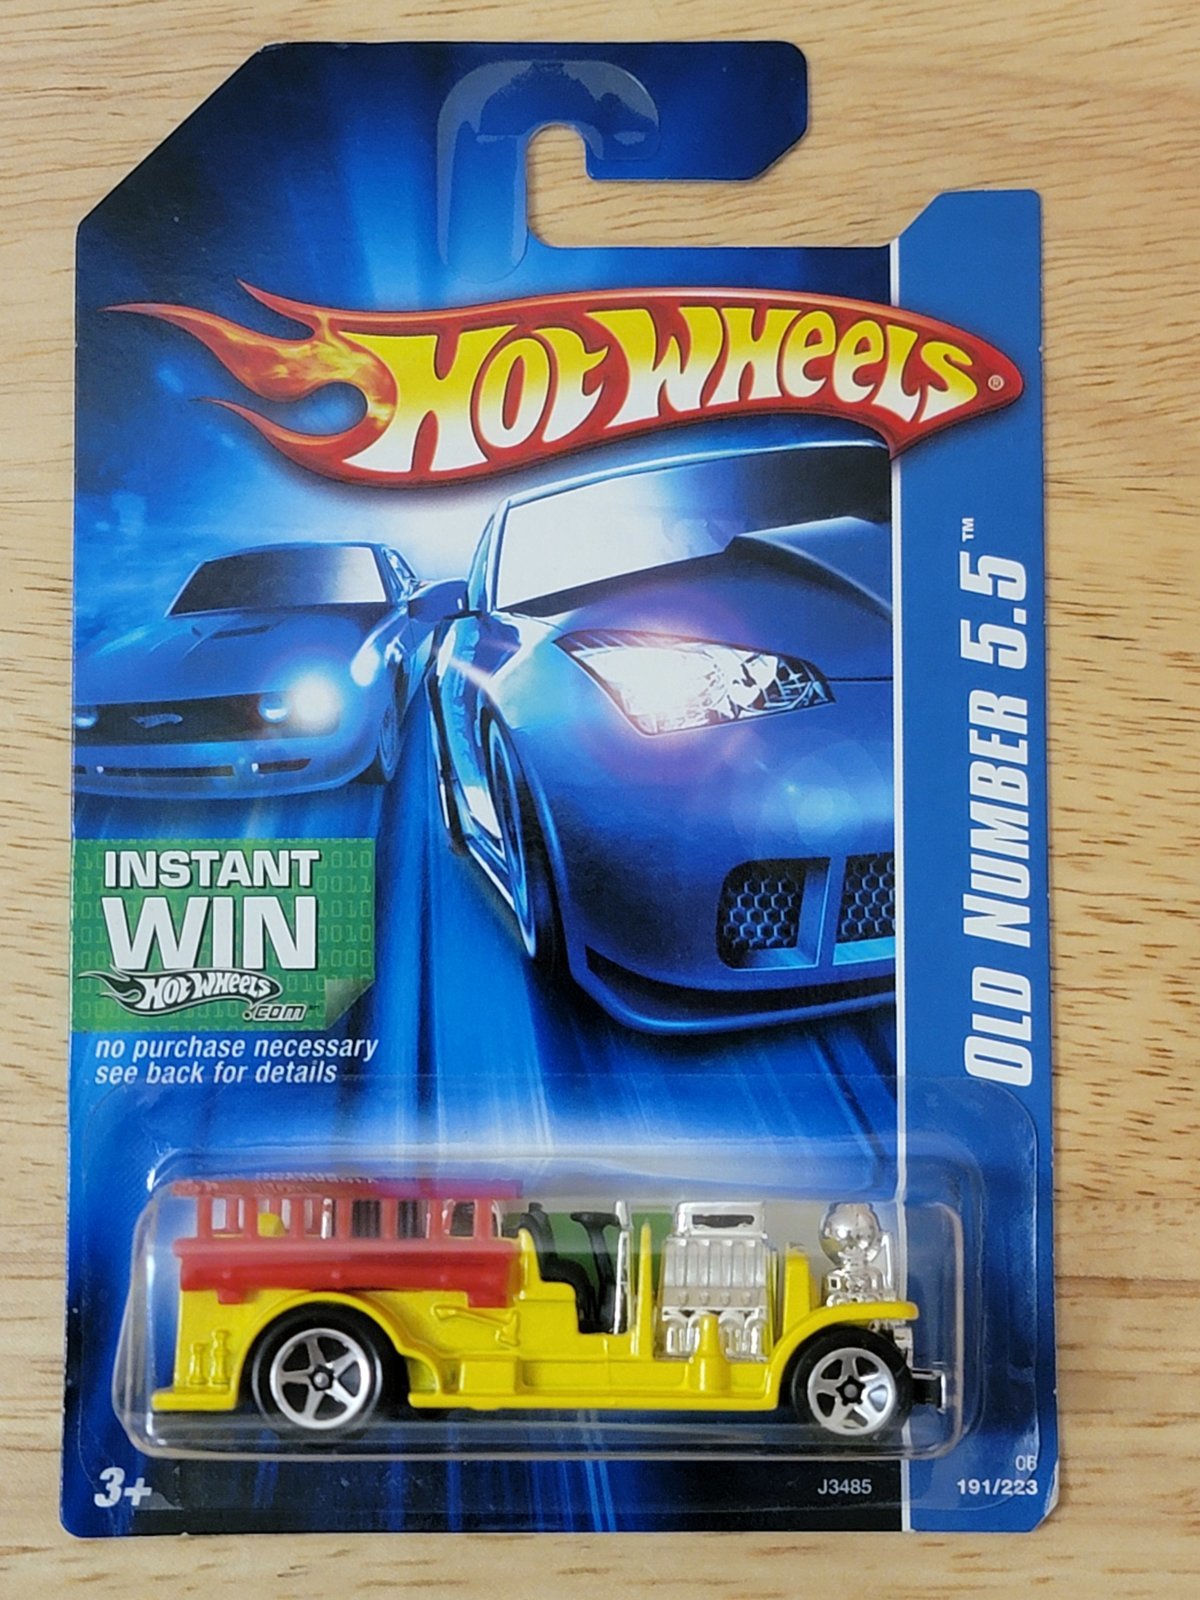 HOT WHEELS®
OLD NUMBER 5.5™
INSTANT
WIN
HOT WHEELS
.COM
no purchase necessary
see back for details
3+
J3485
06
191/223